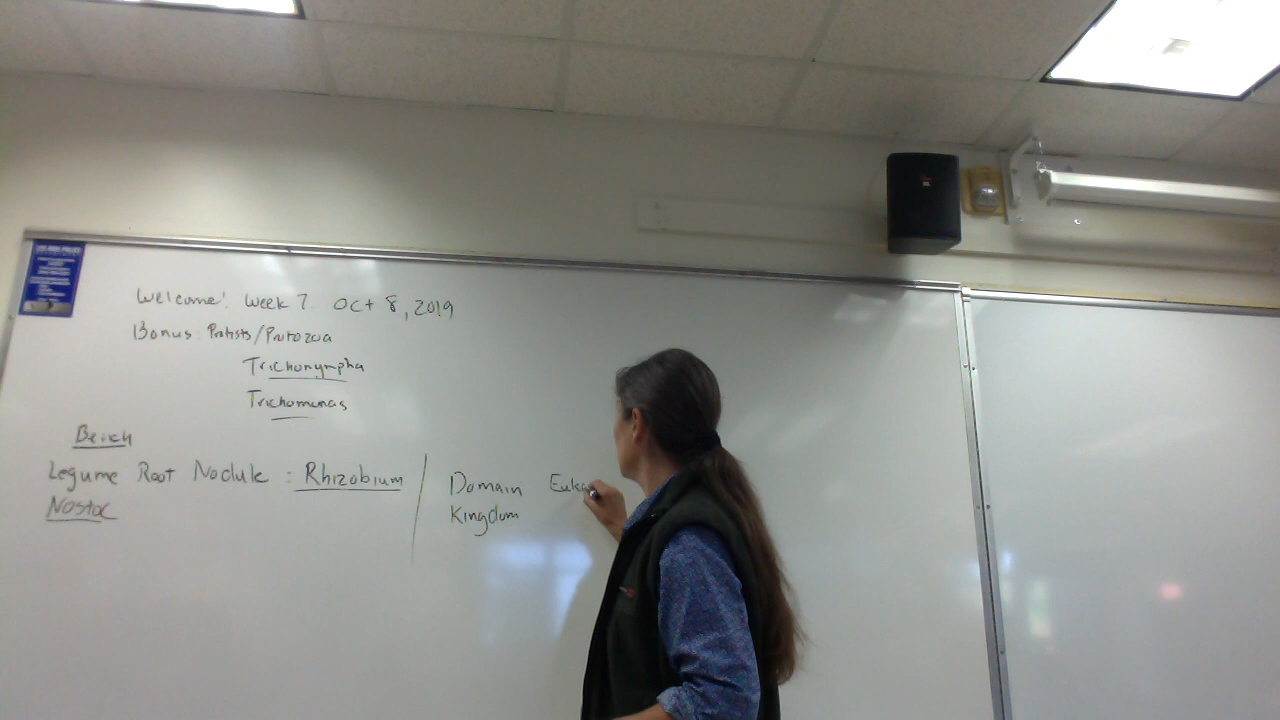 Welcome! Week 7. Oct 8, 2019
Bonus: Protists/Protozoa
Trichonympha
Trichomonas
Bench
Legume Root Nodule : Rhizobium
Nostoc
Domain Euka
Kingdom